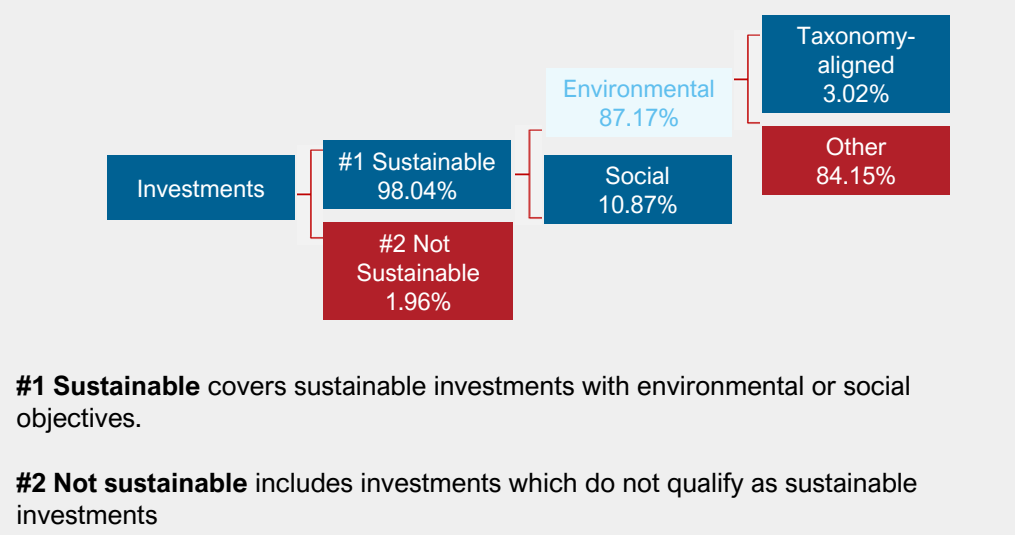 Investments
#1 Sustainable
98.04%
#2 Not
Sustainable
1.96%
Environmental
87.17%
Social
10.87%
Taxonomy-
aligned
3.02%
Other
84.15%
#1 Sustainable covers sustainable investments with environmental or social
objectives.
#2 Not sustainable includes investments which do not qualify as sustainable
investments